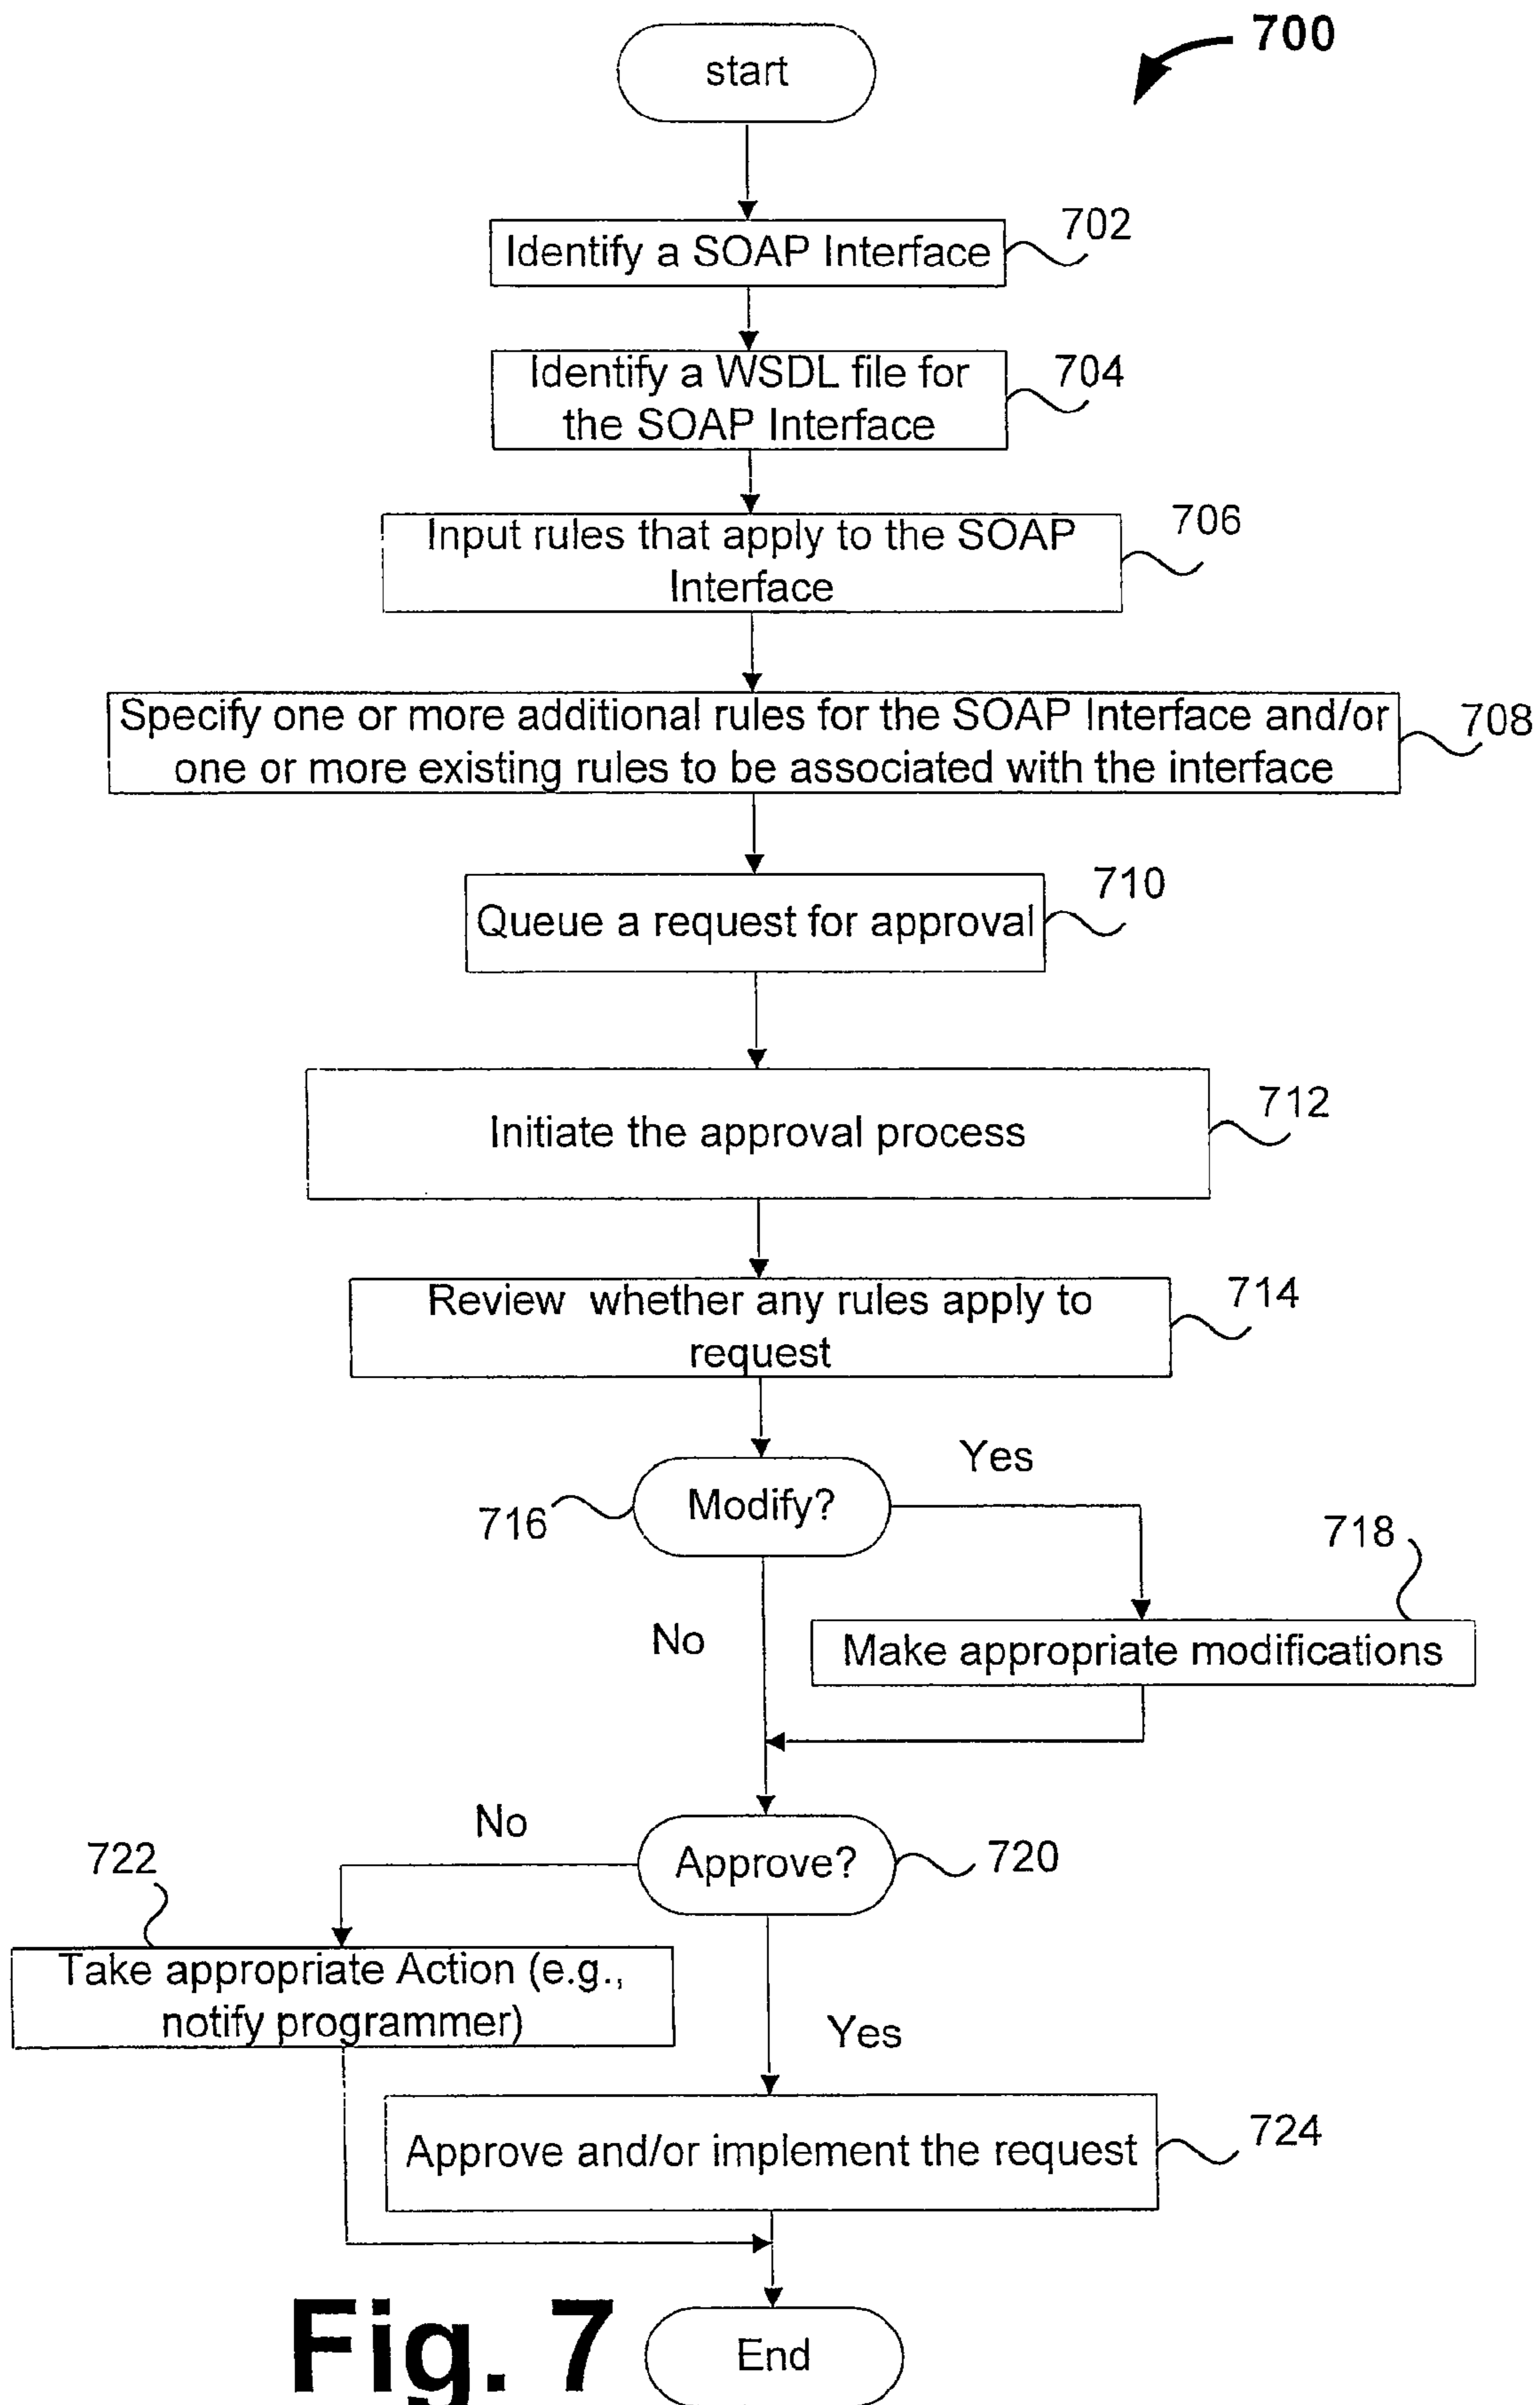 700
start
702
Identify a SOAP Interface
704
Identify a WSDL file for
the SOAP Interface
706
Input rules that apply to the SOAP
Interface
708
Specify one or more additional rules for the SOAP Interface and/or
one or more existing rules to be associated with the interface
710
Queue a request for approval
712
Initiate the approval process
714
Review whether any rules apply to
request
Yes
716
Modify?
718
No
Make appropriate modifications
No
722
Approve?
720
Take appropriate Action (e.g.,
notify programmer)
Yes
724
Approve and/or implement the request
Fig. 7
End